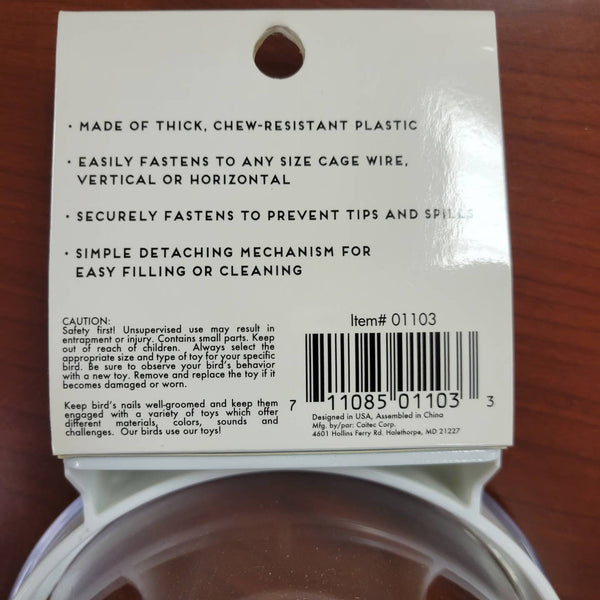 • MADE OF THICK, CHEW-RESISTANT PLASTIC
• EASILY FASTENS TO ANY SIZE CAGE WIRE,
VERTICAL OR HORIZONTAL
• SECURELY FASTENS TO PREVENT TIPS AND SPILLS
• SIMPLE DETACHING MECHANISM FOR
EASY FILLING OR CLEANING
CAUTION:
Safety first! Unsupervised use may result in
entrapment or injury. Contains small parts. Keep
out of reach of children. Always select the
appropriate size and type of toy for your specific
bird. Be sure to observe your bird's behavior
with a new toy. Remove and replace the toy if it
becomes damaged or worn.
Keep bird's nails well-groomed and keep them
engaged with a variety of toys which offer
different materials, colors, sounds and
challenges. Our birds use our toys!
Item# 01103
7 11085 01103 3
Designed in USA, Assembled in China
Mfg. by/par: Caitec Corp.
4601 Hollins Ferry Rd. Halethorpe, MD 21227